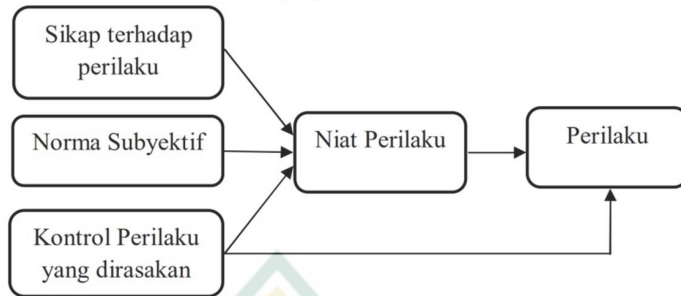 Sikap terhadap
perilaku
Norma Subyektif
Niat Perilaku
Perilaku
Kontrol Perilaku
yang dirasakan